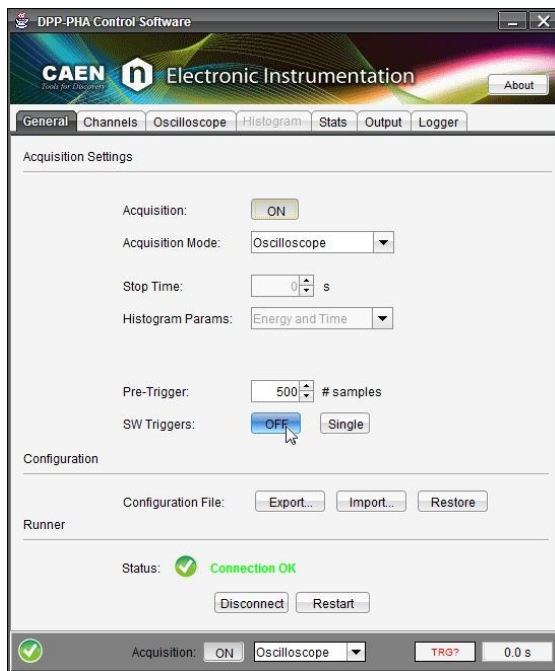 DPP-PHA Control Software
CAEN n Electronic Instrumentation
Tools for Discovery
About
General Channels Oscilloscope Histogram Stats Output Logger
Acquisition Settings
Acquisition: ON
Acquisition Mode: Oscilloscope
Stop Time: 0 s
Histogram Params: Energy and Time
Pre-Trigger: 500 # samples
SW Triggers: OFF Single
Configuration
Configuration File: Export... Import... Restore
Runner
Status: Connection OK
Disconnect Restart
Acquisition: ON Oscilloscope TRG? 0.0 s